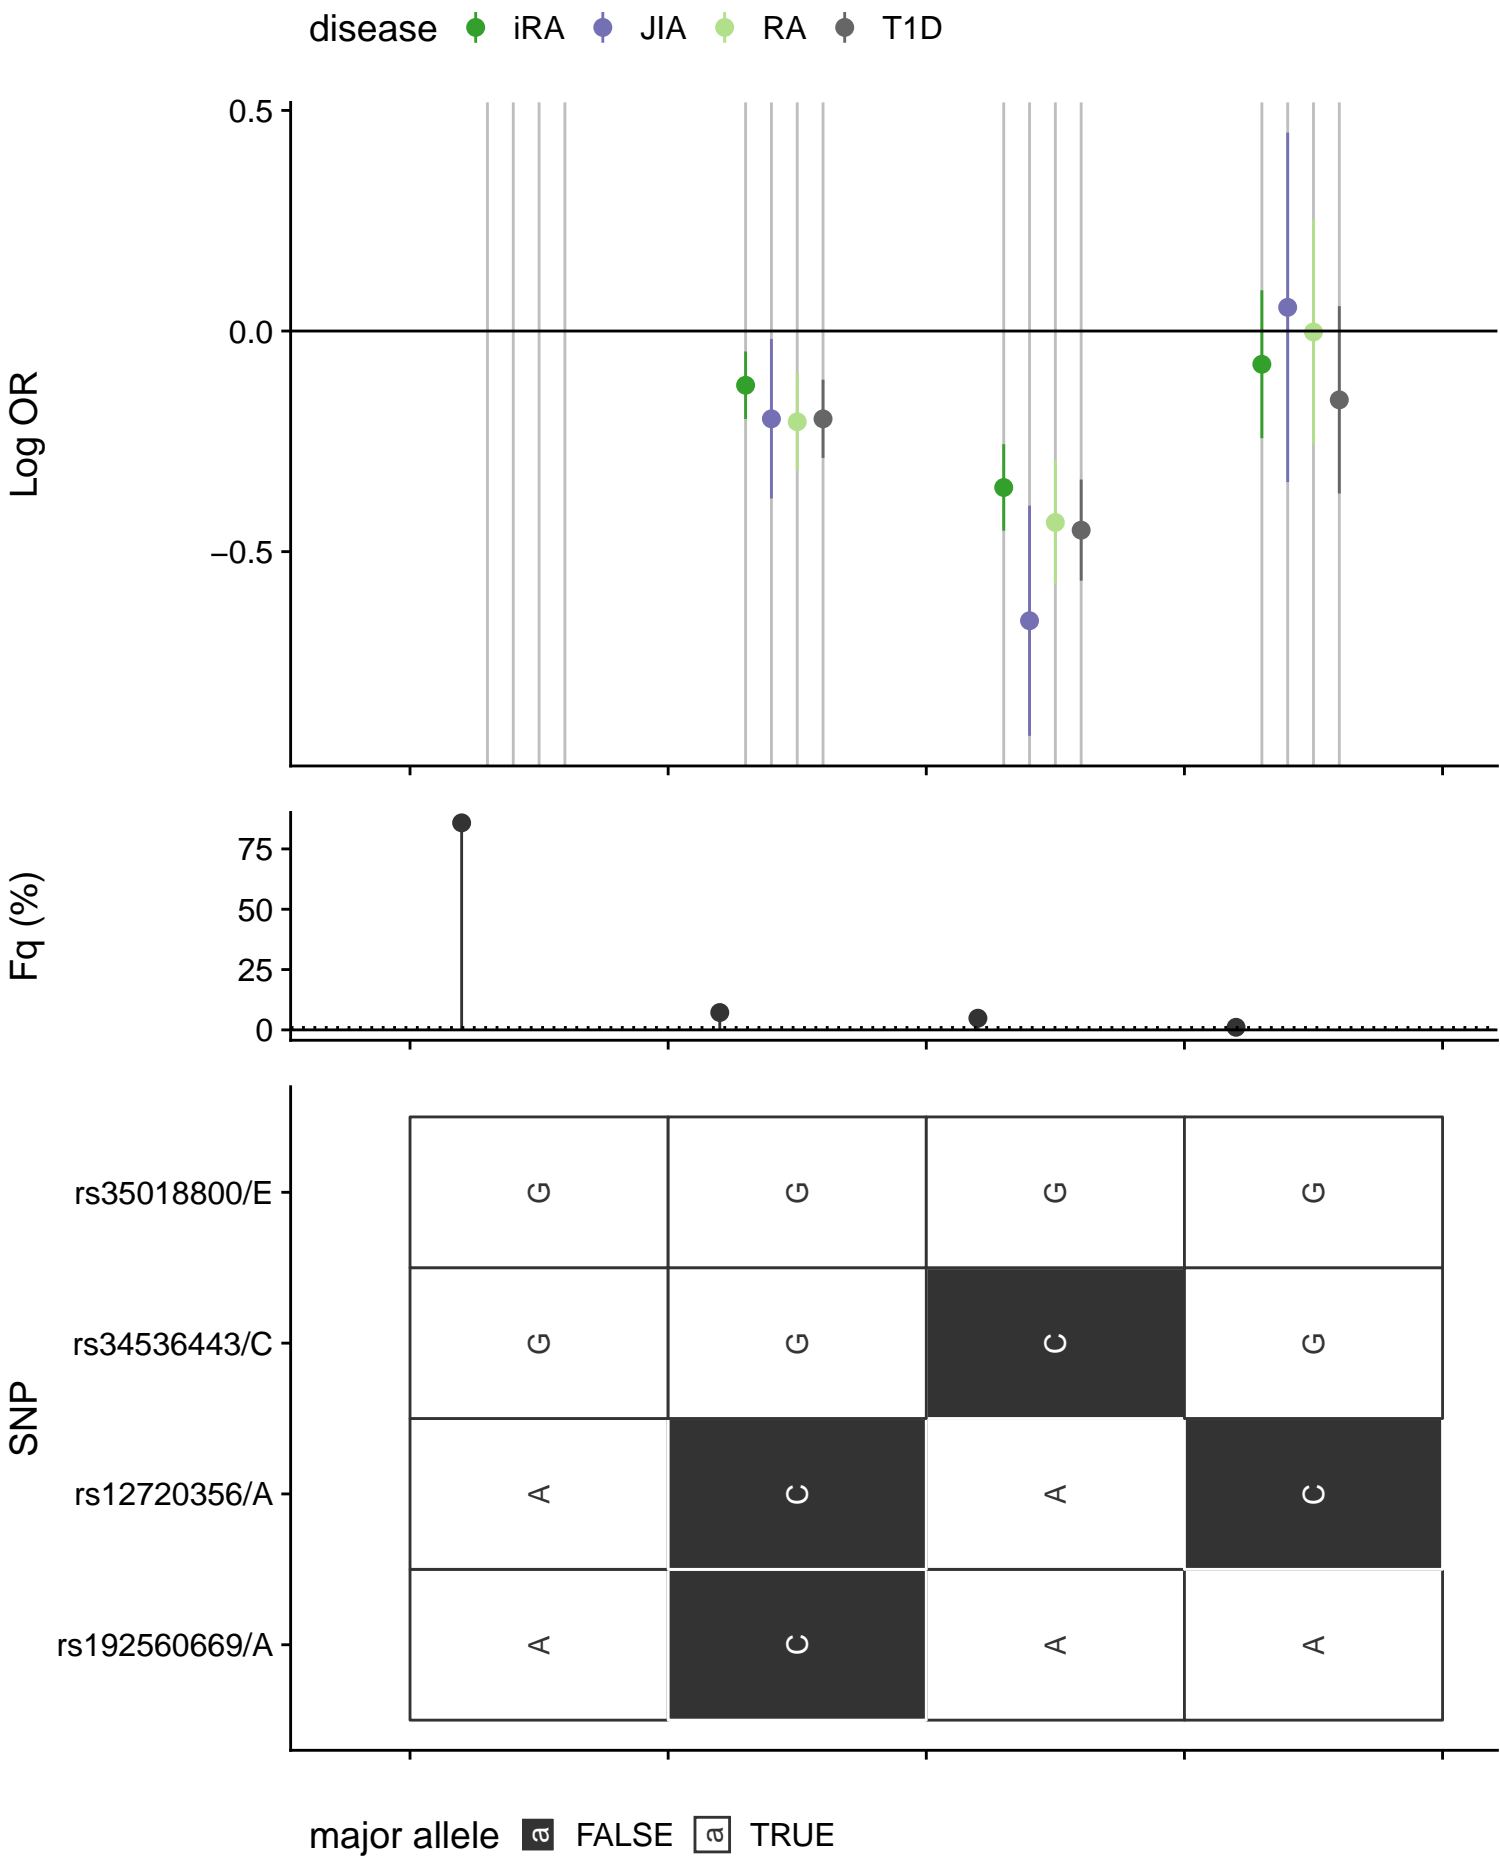 disease iRA JIA RA T1D
0.5
0.0
−0.5
Log OR
75
50
25
0
Fq (%)
rs35018800/E G G G G
rs34536443/C G G C G
rs12720356/A A C A C
rs192560669/A A C A A
SNP
major allele a FALSE a TRUE